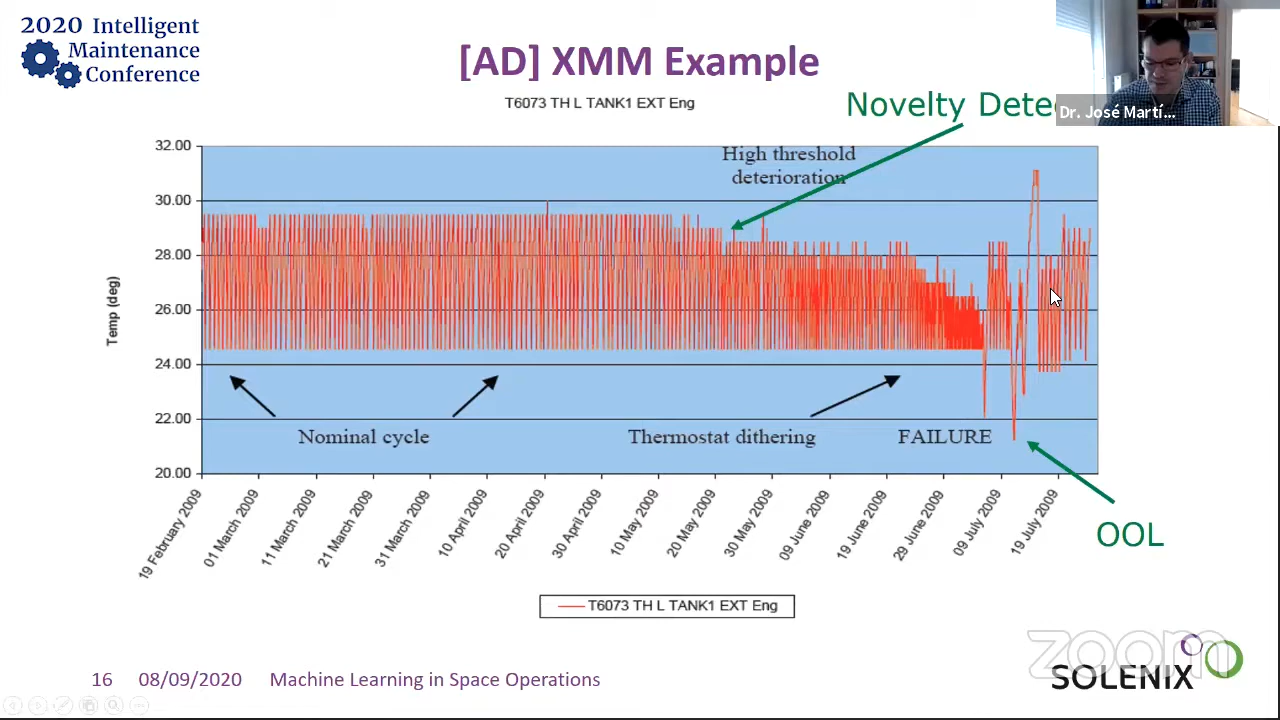 2020 Intelligent
Maintenance
Conference
[AD] XMM Example
T6073 TH L TANK1 EXT Eng
Novelty Dete
Dr. José Martí...
High threshold
deterioration
32.00
30.00
28.00
26.00
24.00
22.00
20.00
Temp (deg)
Nominal cycle
Thermostat dithering
FAILURE
OOL
19 February 2009
01 March 2009
11 March 2009
21 March 2009
31 March 2009
10 April 2009
20 April 2009
30 April 2009
10 May 2009
20 May 2009
30 May 2009
09 June 2009
19 June 2009
29 June 2009
09 July 2009
19 July 2009
T6073 TH L TANK1 EXT Eng
zoom
SOLENIX
16 08/09/2020 Machine Learning in Space Operations